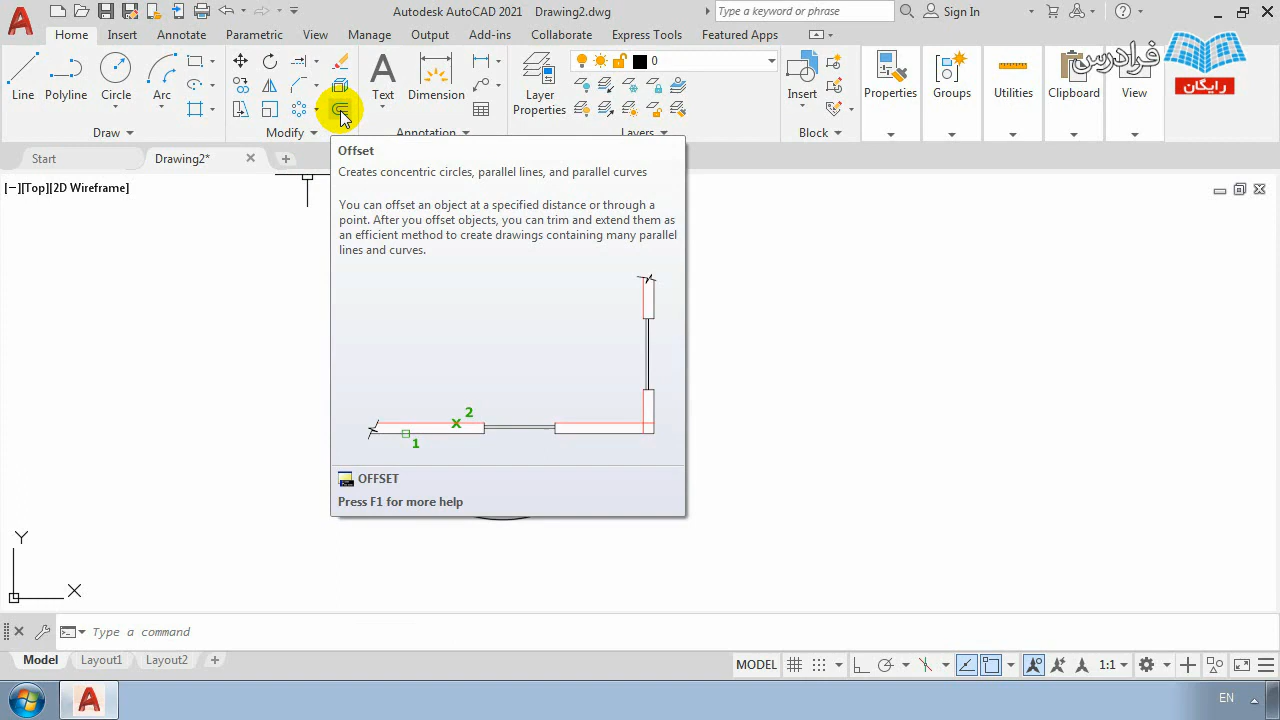 Autodesk AutoCAD 2021 Drawing2.dwg
Type a keyword or phrase
Sign In
Home Insert Annotate Parametric View Manage Output Add-ins Collaborate Express Tools Featured Apps
Line Polyline Circle Arc
Text Dimension
Layer Properties
0
Insert
Properties Groups Utilities Clipboard View
فرادرس
رایگان
Draw Modify Annotation Layers Block
Start Drawing2*
[−][Top][2D Wireframe]
Offset
Creates concentric circles, parallel lines, and parallel curves
You can offset an object at a specified distance or through a
point. After you offset objects, you can trim and extend them as
an efficient method to create drawings containing many parallel
lines and curves.
2
1
OFFSET
Press F1 for more help
Y
X
Type a command
Model Layout1 Layout2
MODEL
1:1
EN